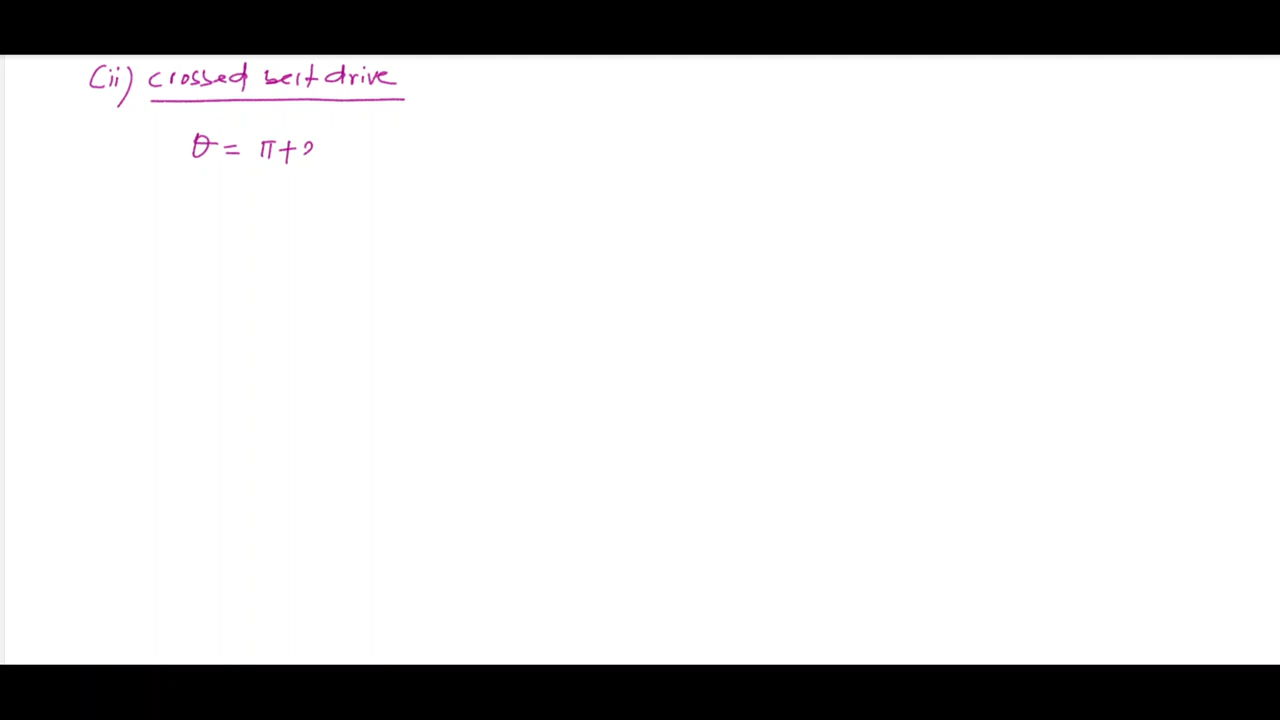 (ii) crossed belt drive
θ = π+